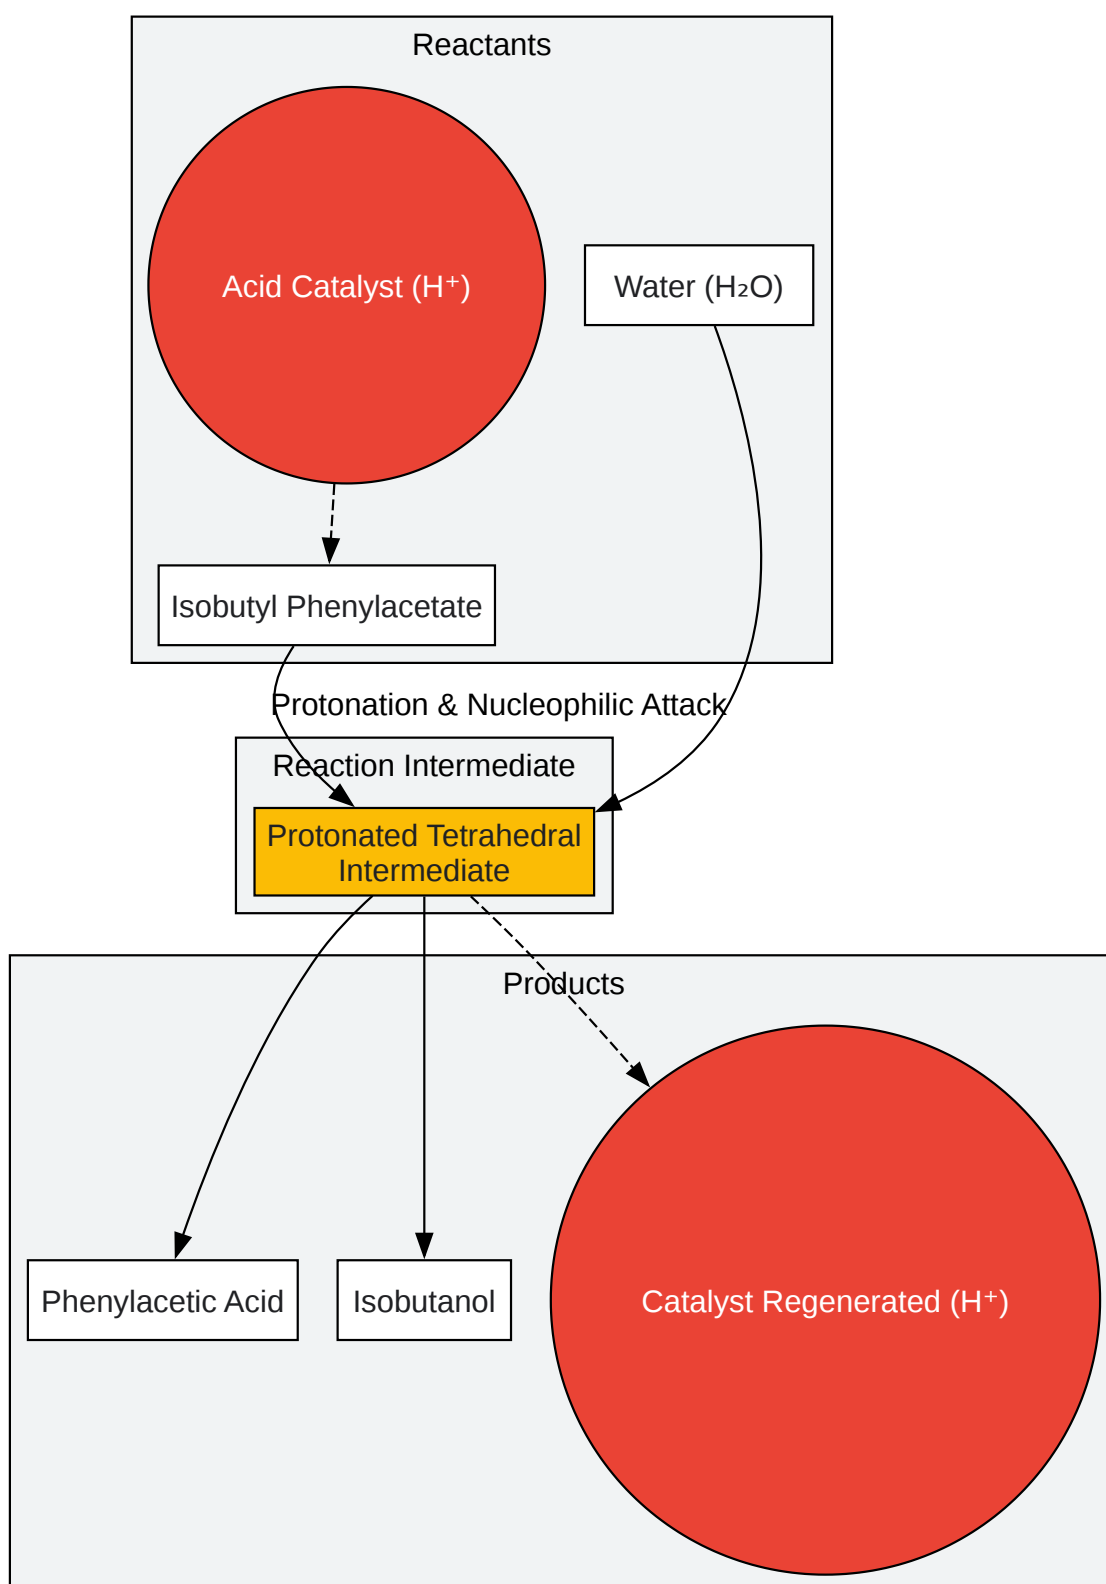 Reactants
Acid Catalyst (H⁺)
Water (H₂O)
Isobutyl Phenylacetate
Protonation & Nucleophilic Attack
Reaction Intermediate
Protonated Tetrahedral
Intermediate
Products
Phenylacetic Acid
Isobutanol
Catalyst Regenerated (H⁺)